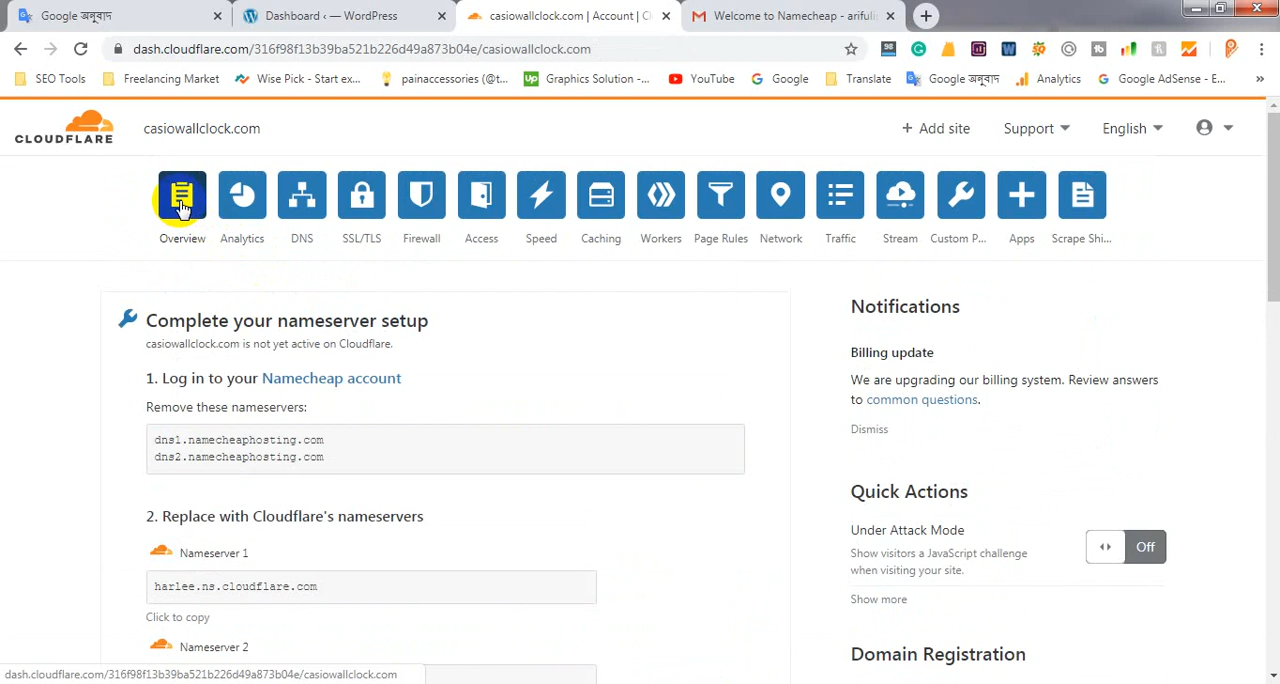 Google অনুবাদ
Dashboard ‹ — WordPress
casiowallclock.com | Account | Cl
Welcome to Namecheap - arifuli
dash.cloudflare.com/316f98f13b39ba521b226d49a873b04e/casiowallclock.com
98
SEO Tools
Freelancing Market
Wise Pick - Start ex...
painaccessories (@t...
Up Graphics Solution -...
YouTube
Google
Translate
Google অনুবাদ
Analytics
Google AdSense - E...
»
CLOUDFLARE
casiowallclock.com
+ Add site
Support
English
Overview
Analytics
DNS
SSL/TLS
Firewall
Access
Speed
Caching
Workers
Page Rules
Network
Traffic
Stream
Custom P...
Apps
Scrape Shi...
Complete your nameserver setup
casiowallclock.com is not yet active on Cloudflare.
1. Log in to your Namecheap account
Remove these nameservers:
dns1.namecheaphosting.com
dns2.namecheaphosting.com
2. Replace with Cloudflare's nameservers
Nameserver 1
harlee.ns.cloudflare.com
Click to copy
Nameserver 2
Notifications
Billing update
We are upgrading our billing system. Review answers
to common questions.
Dismiss
Quick Actions
Under Attack Mode
Show visitors a JavaScript challenge
when visiting your site.
Off
Show more
Domain Registration
dash.cloudflare.com/316f98f13b39ba521b226d49a873b04e/casiowallclock.com